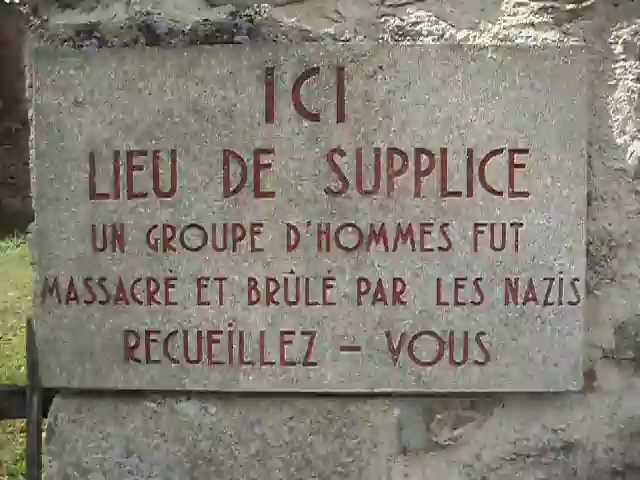 ICI
LIEU DE SUPPLICE
UN GROUPE D'HOMMES FUT
MASSACRÉ ET BRÛLÉ PAR LES NAZIS
RECUEILLEZ - VOUS